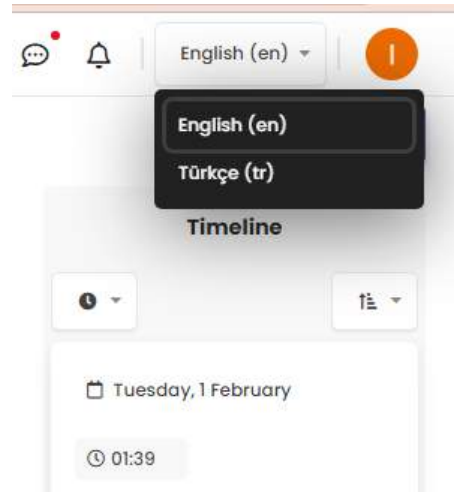 English (en)
I
English (en)
Türkçe (tr)
Timeline
Tuesday, 1 February
01:39